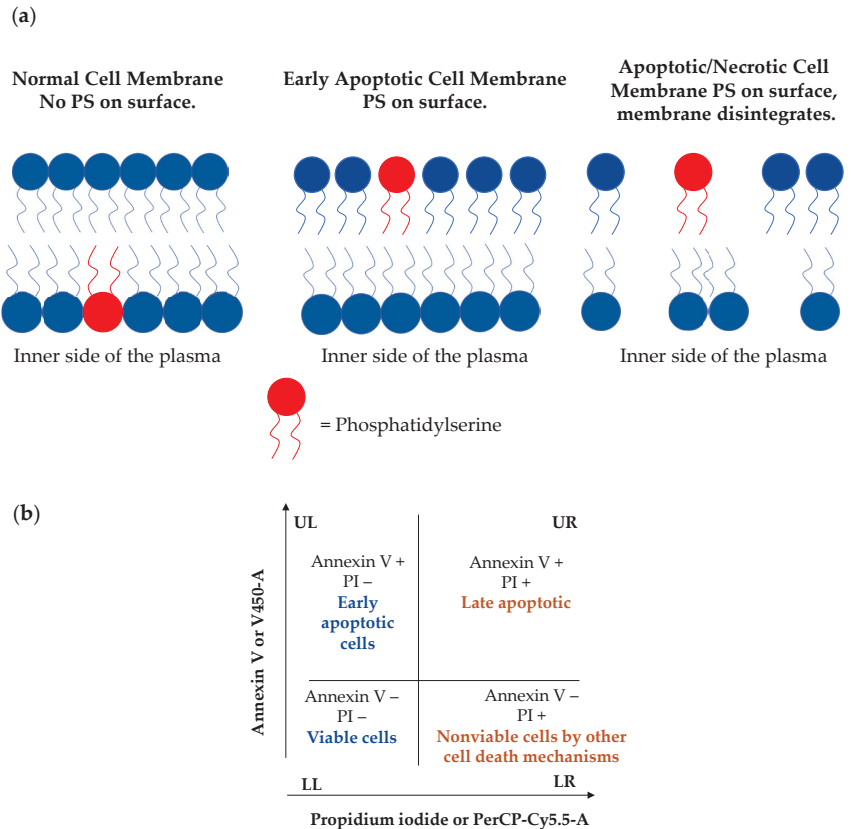 (a)
Normal Cell Membrane
No PS on surface.
Early Apoptotic Cell Membrane
PS on surface.
Apoptotic/Necrotic Cell
Membrane PS on surface,
membrane disintegrates.
Inner side of the plasma
Inner side of the plasma
Inner side of the plasma
= Phosphatidylserine
(b)
UL
UR
Annexin V +
PI –
Early
apoptotic
cells
Annexin V +
PI +
Late apoptotic
Annexin V or V450-A
Annexin V –
PI –
Viable cells
Annexin V –
PI +
Nonviable cells by other
cell death mechanisms
LL
LR
Propidium iodide or PerCP-Cy5.5-A